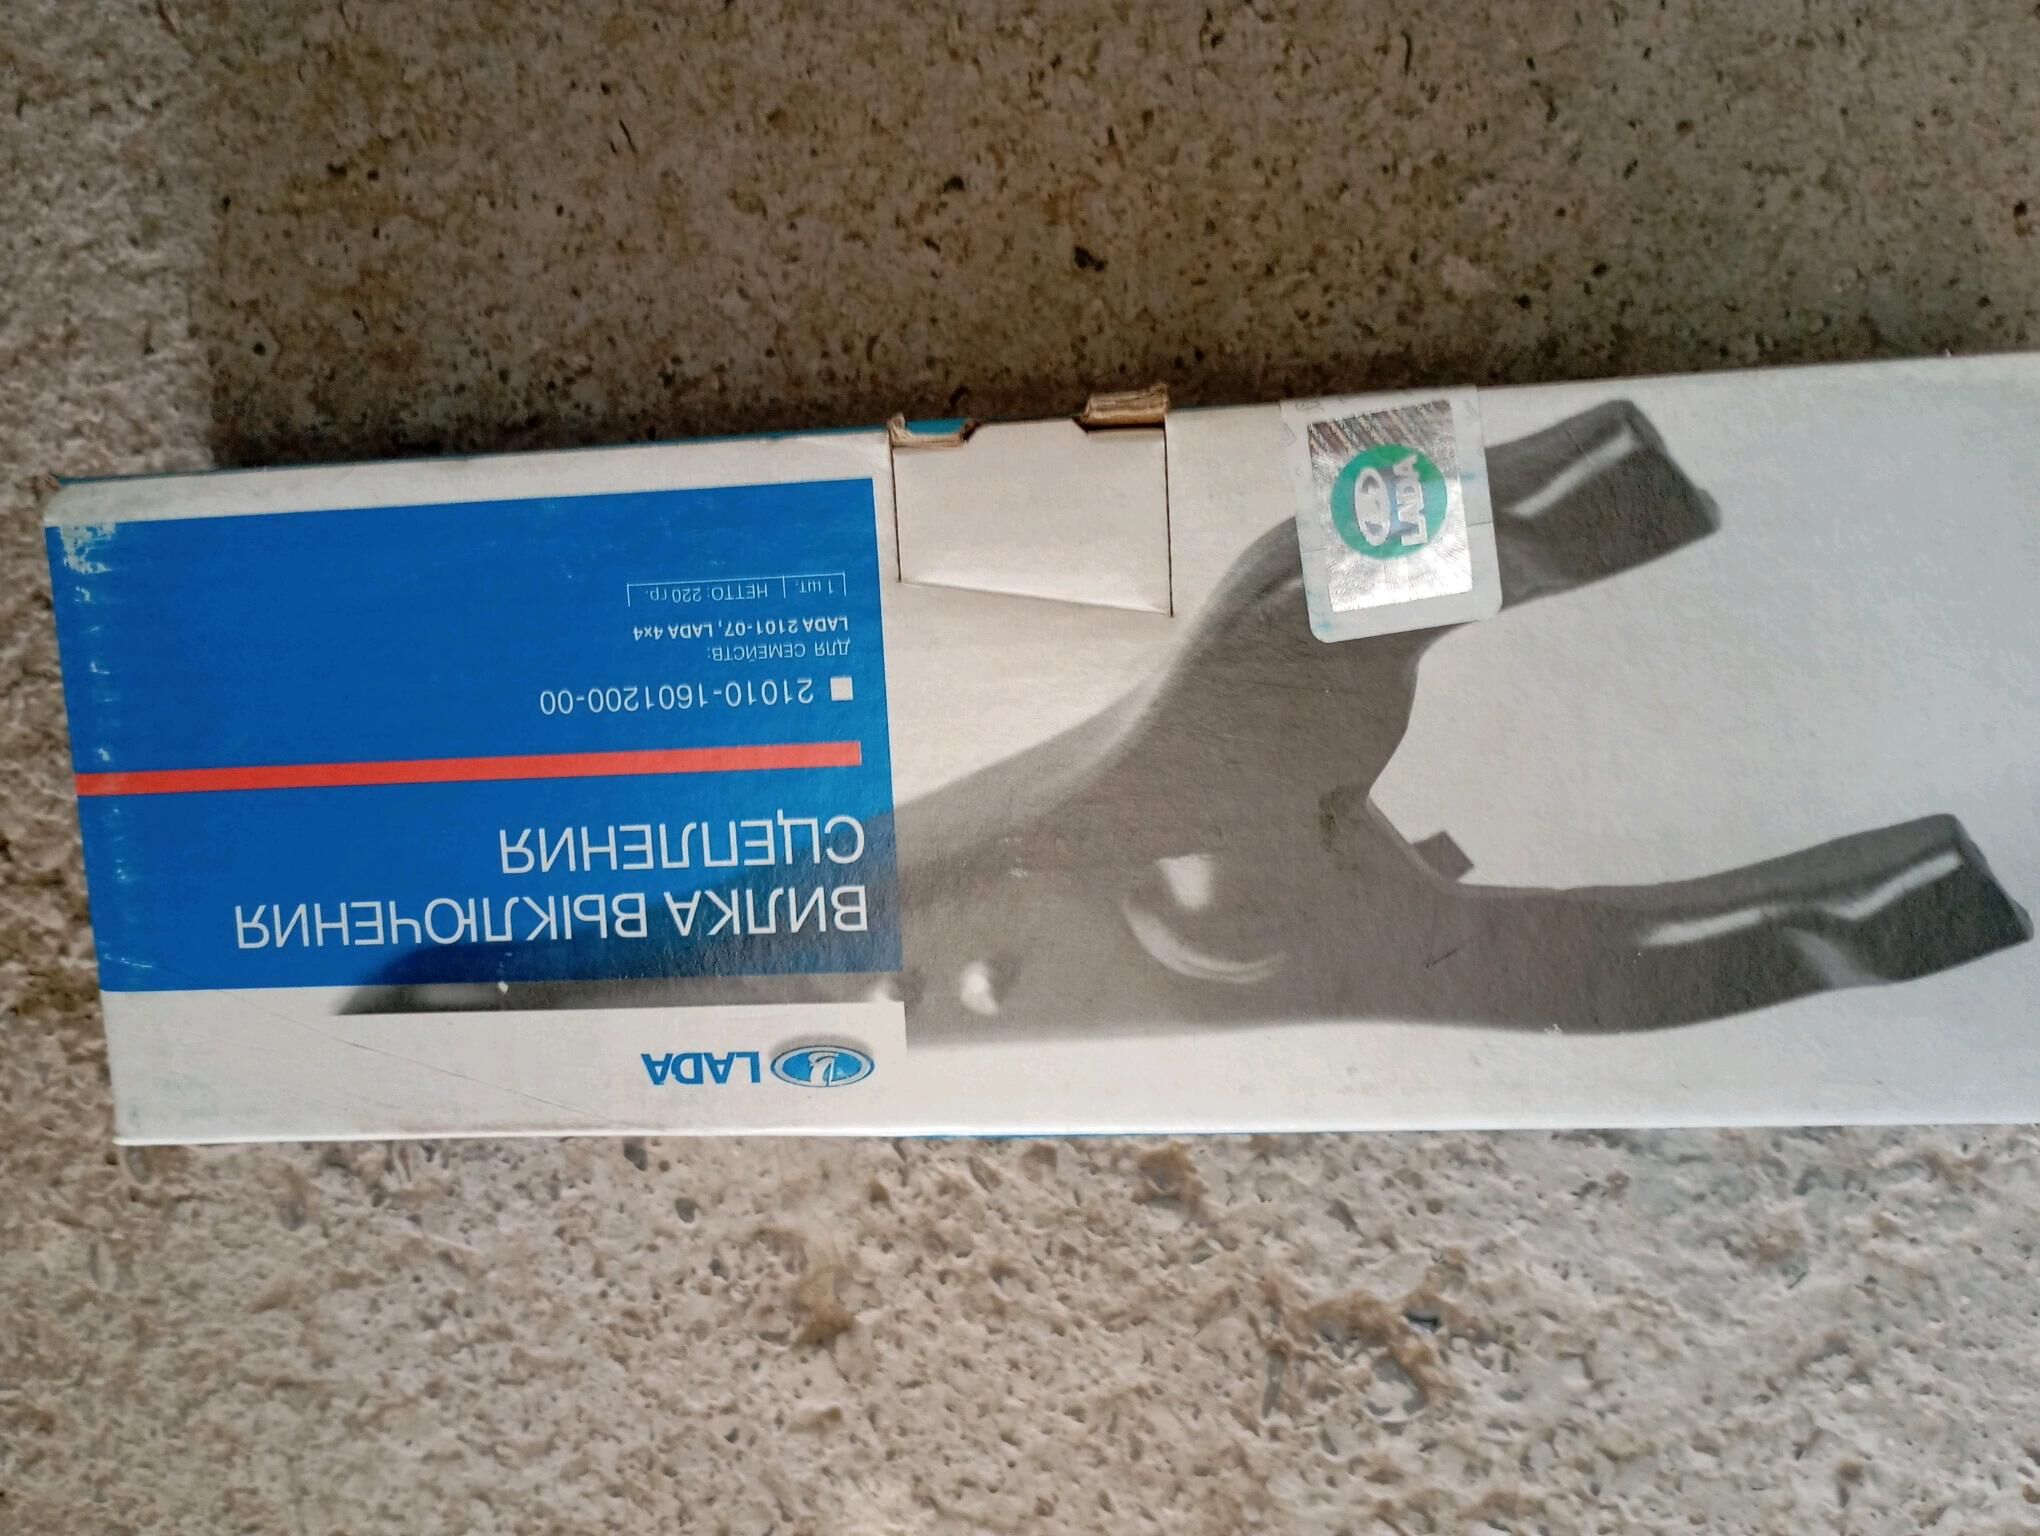 LADA
ВИЛКА ВЫКЛЮЧЕНИЯ
СЦЕПЛЕНИЯ
21010-1601200-00
ДЛЯ СЕМЕЙСТВ:
LADA 2101-07, LADA 4x4
1 шт. НЕТТО: 220 гр.
LADA